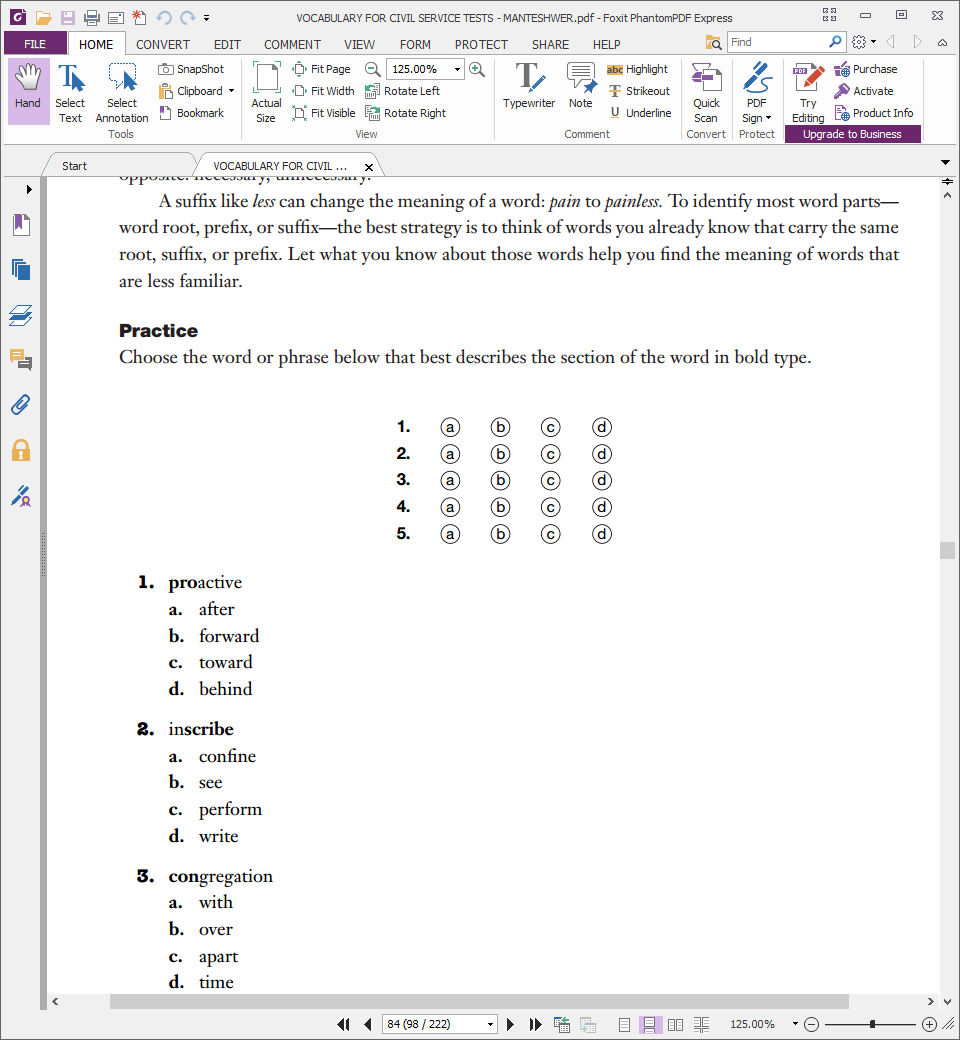 VOCABULARY FOR CIVIL SERVICE TESTS - MANTESHWER.pdf - Foxit PhantomPDF Express
FILE HOME CONVERT EDIT COMMENT VIEW FORM PROTECT SHARE HELP Find
Hand
Select Text
Select Annotation
SnapShot
Clipboard
Bookmark
Tools
Actual Size
Fit Page
Fit Width
Fit Visible
125.00%
Rotate Left
Rotate Right
View
Typewriter
Note
abc Highlight
T Strikeout
U Underline
Comment
Quick Scan
Convert
PDF Sign
Protect
PDF
Try Editing
Purchase
Activate
Product Info
Upgrade to Business
Start VOCABULARY FOR CIVIL ...
opposite: necessary, unnecessary.
A suffix like less can change the meaning of a word: pain to painless. To identify most word parts—
word root, prefix, or suffix—the best strategy is to think of words you already know that carry the same
root, suffix, or prefix. Let what you know about those words help you find the meaning of words that
are less familiar.
Practice
Choose the word or phrase below that best describes the section of the word in bold type.
1. a b c d
2. a b c d
3. a b c d
4. a b c d
5. a b c d
1. proactive
a. after
b. forward
c. toward
d. behind
2. inscribe
a. confine
b. see
c. perform
d. write
3. congregation
a. with
b. over
c. apart
d. time
84 (98 / 222) 125.00%